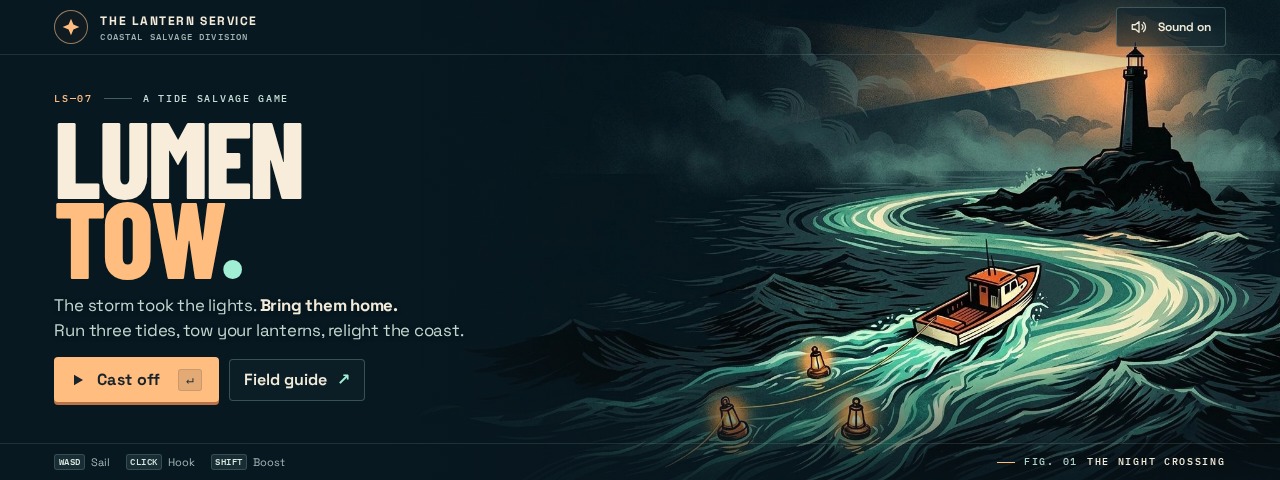 THE LANTERN SERVICE
COASTAL SALVAGE DIVISION
Sound on
LS—07 A TIDE SALVAGE GAME
LUMEN
TOW.
The storm took the lights. Bring them home.
Run three tides, tow your lanterns, relight the coast.
Cast off ↵
Field guide ↗
WASD Sail CLICK Hook SHIFT Boost
FIG. 01 THE NIGHT CROSSING